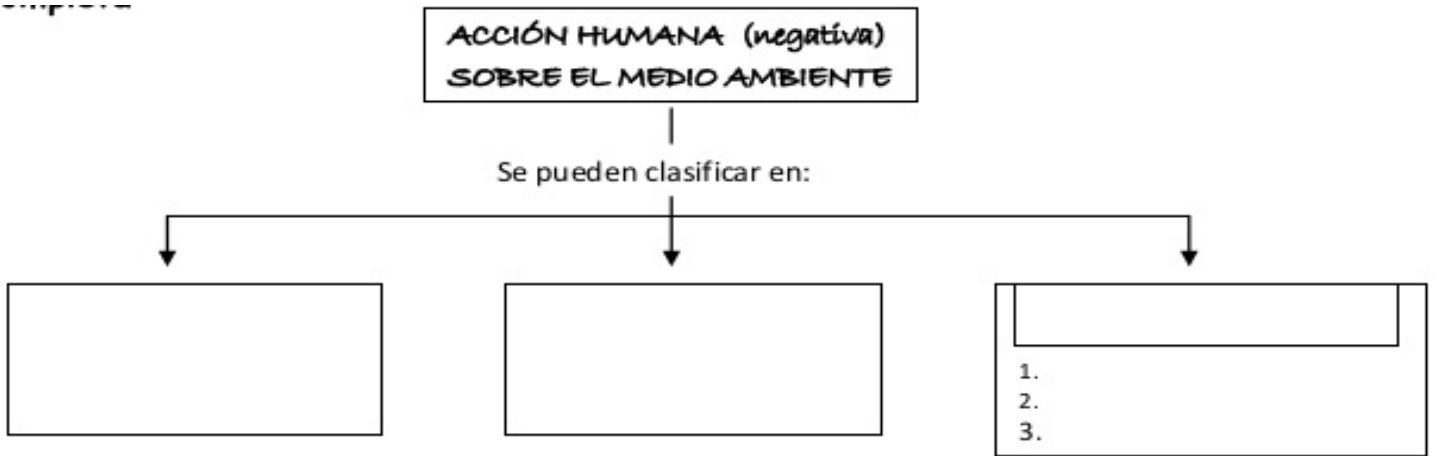 ACCIÓN HUMANA (negativa)
SOBRE EL MEDIO AMBIENTE
Se pueden clasificar en:
1.
2.
3.